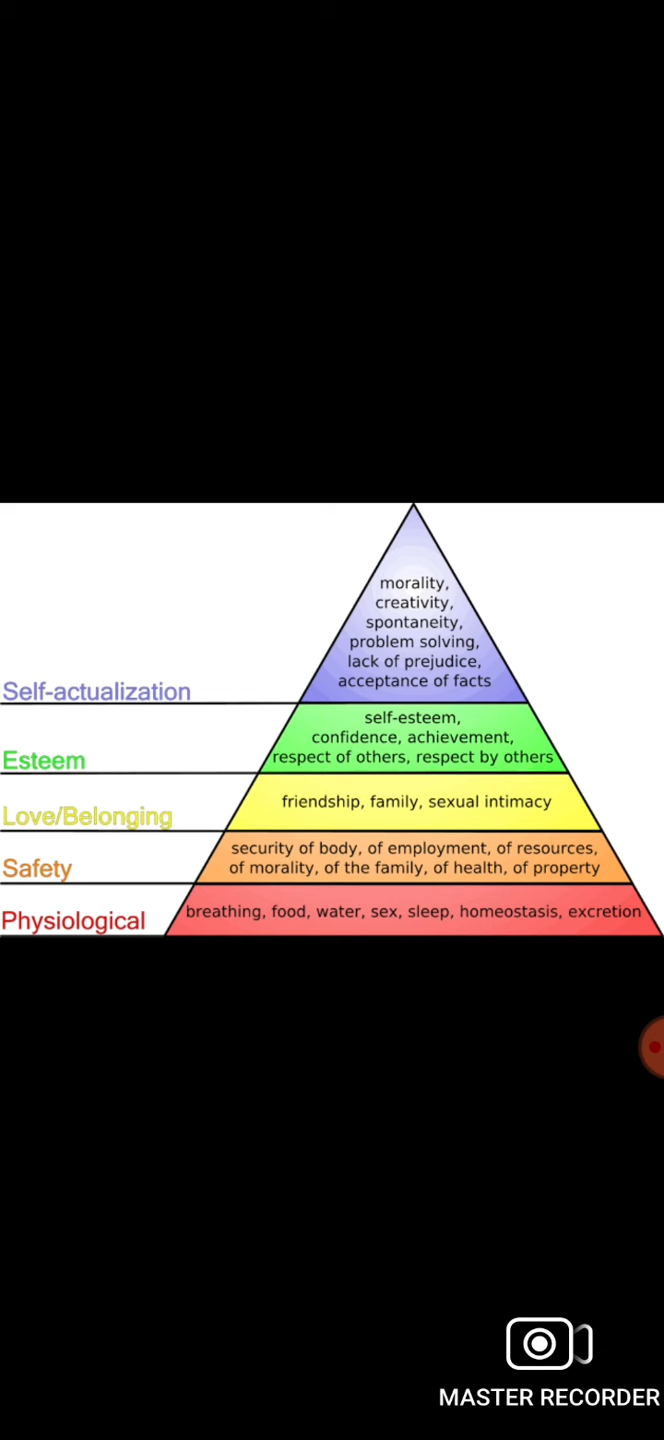 morality,
creativity,
spontaneity,
problem solving,
lack of prejudice,
acceptance of facts
Self-actualization
self-esteem,
confidence, achievement,
respect of others, respect by others
Esteem
friendship, family, sexual intimacy
Love/Belonging
security of body, of employment, of resources,
of morality, of the family, of health, of property
Safety
breathing, food, water, sex, sleep, homeostasis, excretion
Physiological
MASTER RECORDER